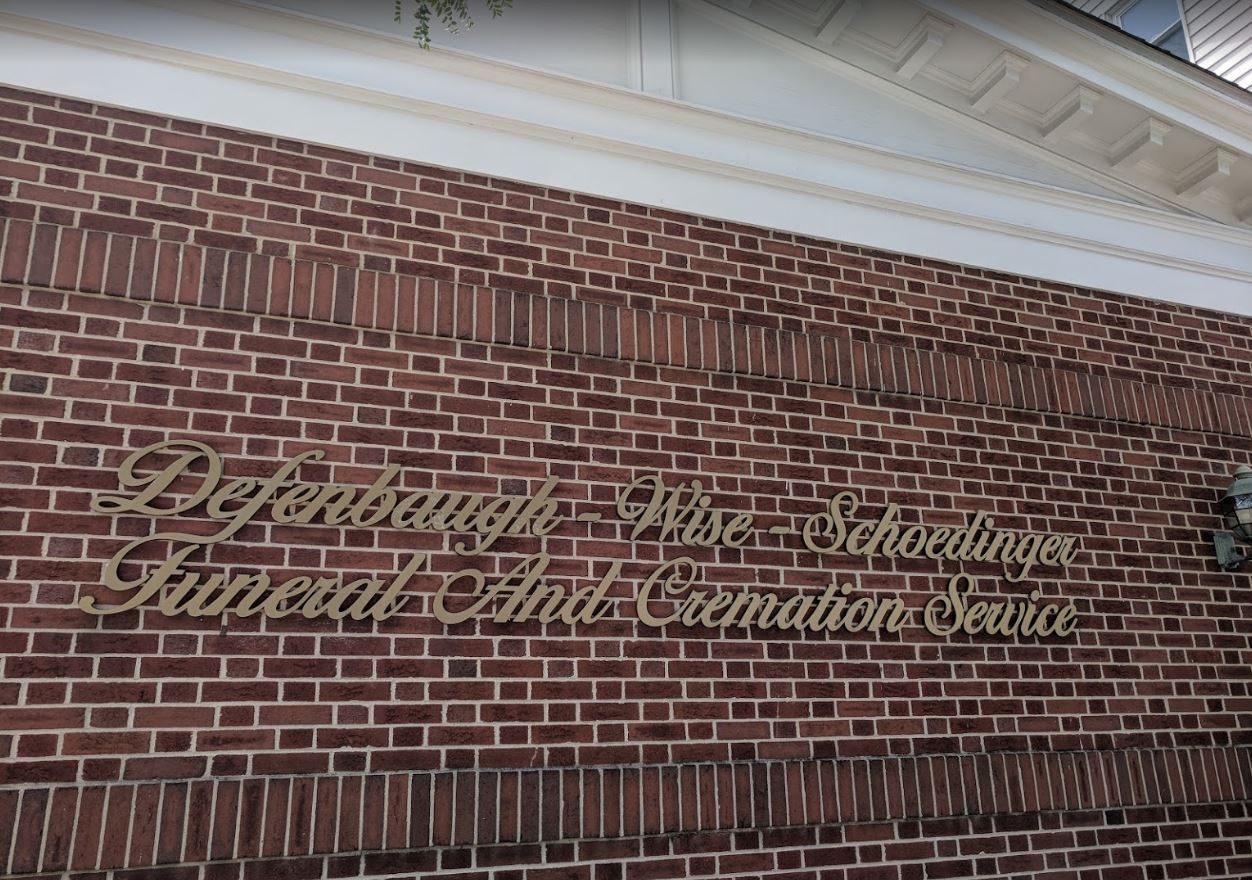 Defenbaugh - Wise - Schoedinger
Funeral And Cremation Service